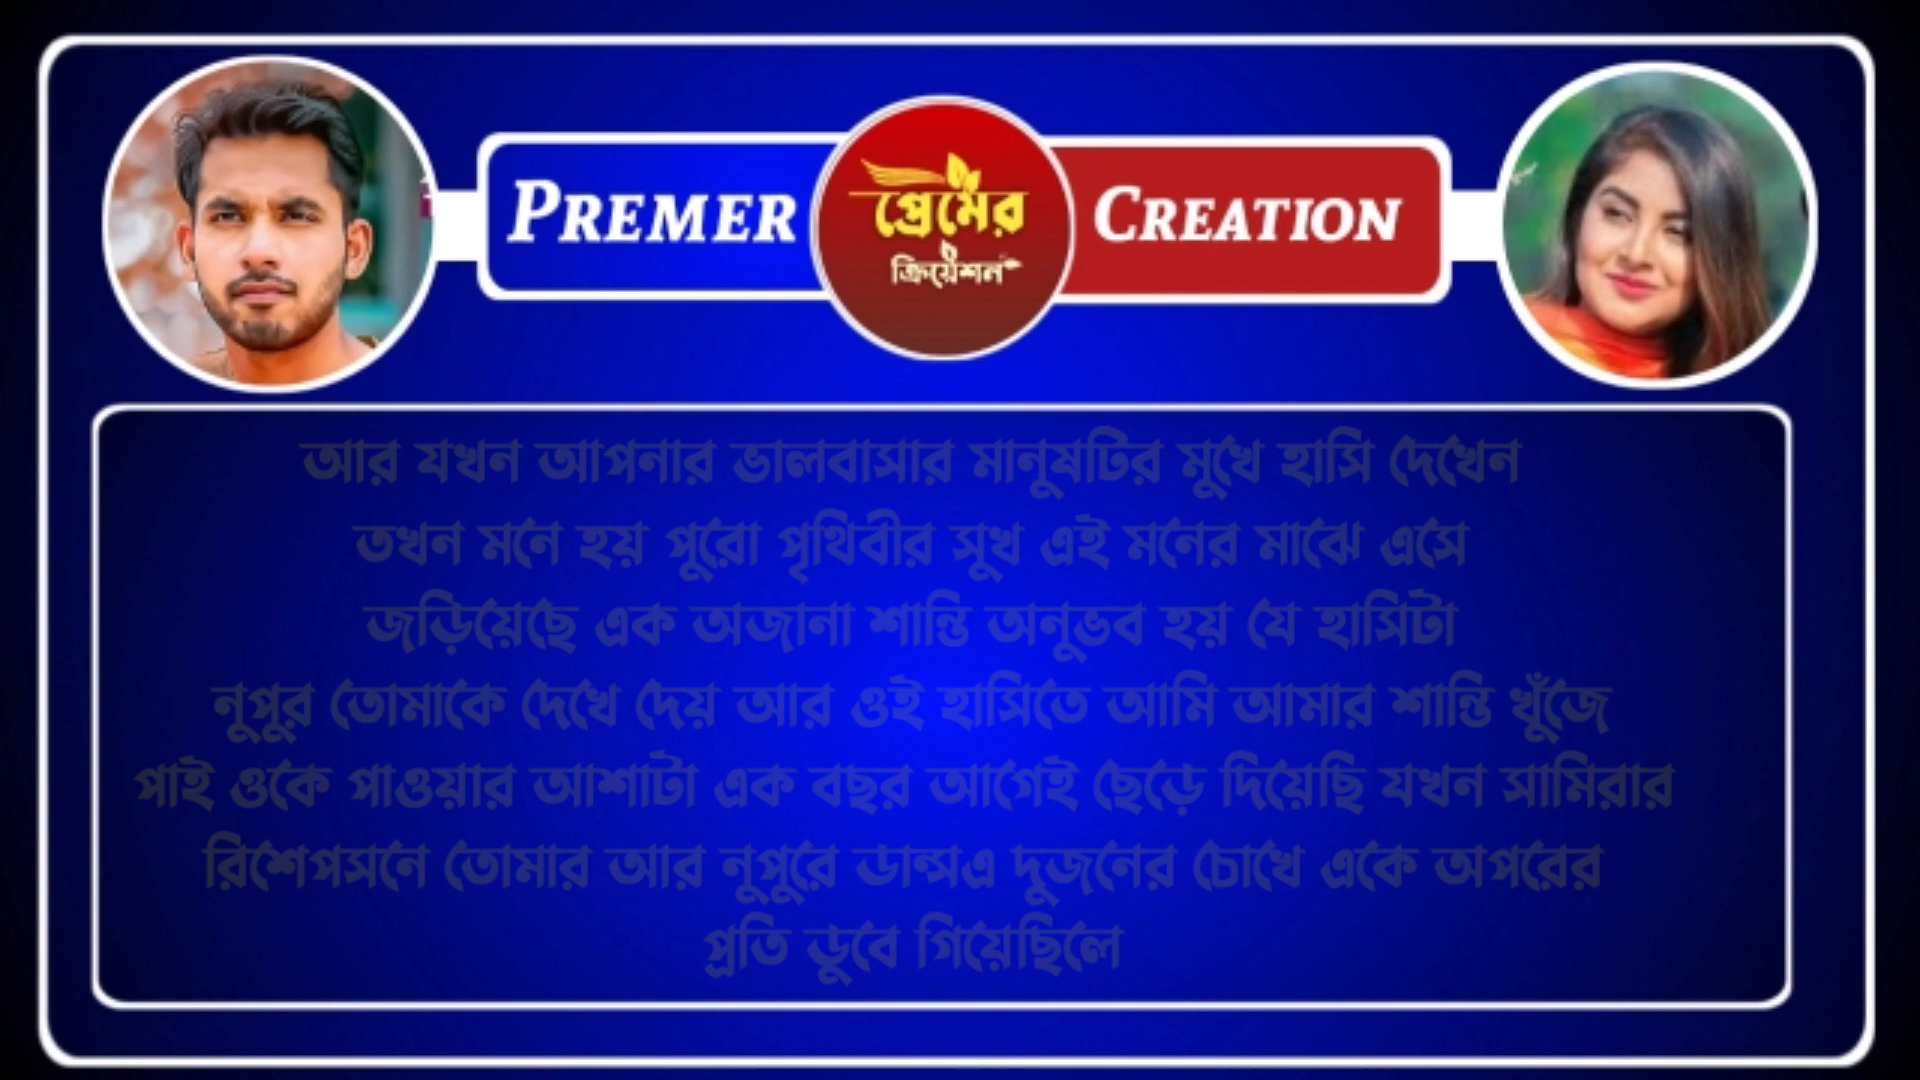 PREMER
প্রেমের
ক্রিয়েশন
CREATION
আর যখন আপনার ভালবাসার মানুষটির মুখে হাসি দেখেন
তখন মনে হয় পুরো পৃথিবীর সুখ এই মনের মাঝে এসে
জড়িয়েছে এক অজানা শান্তি অনুভব হয় যে হাসিটা
নুপুর তোমাকে দেখে দেয় আর ওই হাসিতে আমি আমার শান্তি খুঁজে
পাই ওকে পাওয়ার আশাটা এক বছর আগেই ছেড়ে দিয়েছি যখন সামিরার
রিশেপসনে তোমার আর নুপুরে ডান্সএ দুজনের চোখে একে অপরের
প্রতি ডুবে গিয়েছিলে